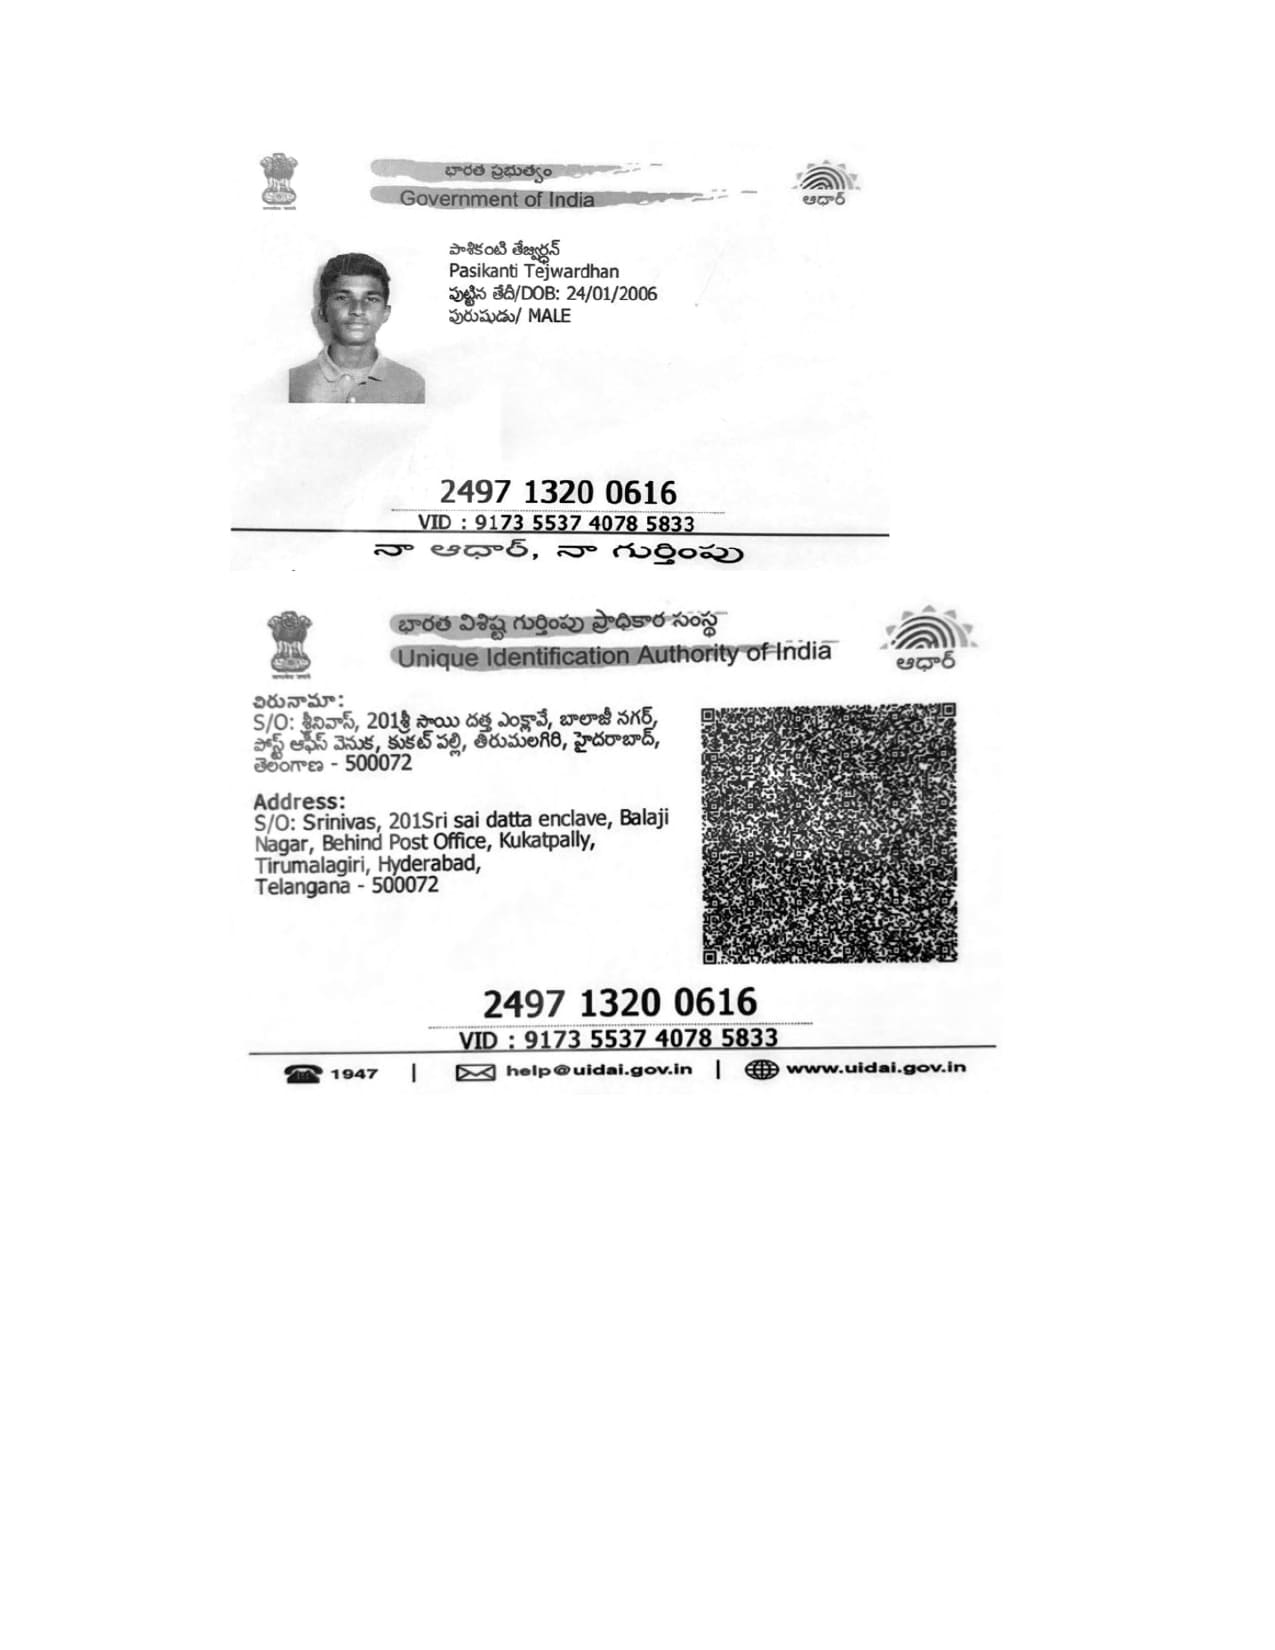 భారత ప్రభుత్వం
Government of India
ఆధార్
పాశికంటి తేజ్వర్ధన్
Pasikanti Tejwardhan
పుట్టిన తేదీ/DOB: 24/01/2006
పురుషుడు/ MALE
2497 1320 0616
VID : 9173 5537 4078 5833
నా ఆధార్, నా గుర్తింపు
భారత విశిష్ట గుర్తింపు ప్రాధికార సంస్థ
Unique Identification Authority of India
ఆధార్
చిరునామా:
S/O: శ్రీనివాస్, 201శ్రీ సాయి దత్త ఎంక్లావే, బాలాజీ నగర్,
పోస్ట్ ఆఫీస్ వెనుక, కుకట్ పల్లి, తిరుమలగిరి, హైదరాబాద్,
తెలంగాణ - 500072
Address:
S/O: Srinivas, 201Sri sai datta enclave, Balaji
Nagar, Behind Post Office, Kukatpally,
Tirumalagiri, Hyderabad,
Telangana - 500072
2497 1320 0616
VID : 9173 5537 4078 5833
1947 | help@uidai.gov.in | www.uidai.gov.in